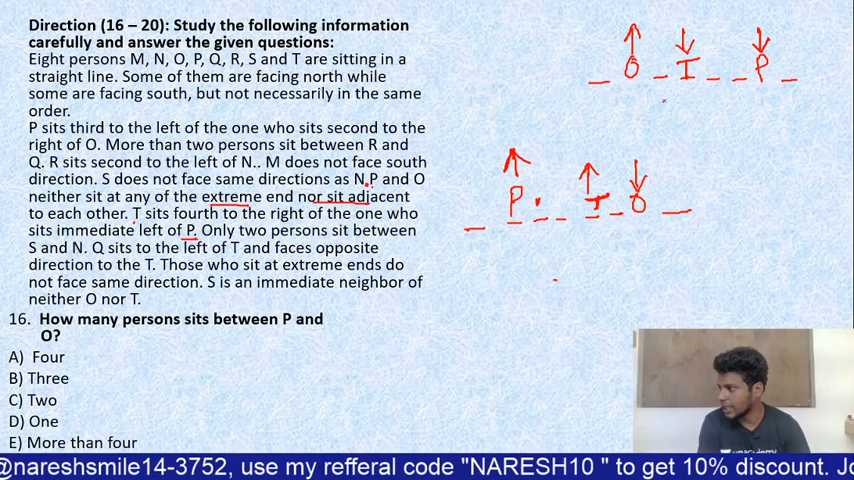 Direction (16 – 20): Study the following information
carefully and answer the given questions:
Eight persons M, N, O, P, Q, R, S and T are sitting in a
straight line. Some of them are facing north while
some are facing south, but not necessarily in the same
order.
P sits third to the left of the one who sits second to the
right of O. More than two persons sit between R and
Q. R sits second to the left of N.. M does not face south
direction. S does not face same directions as N.P and O
neither sit at any of the extreme end nor sit adjacent
to each other. T sits fourth to the right of the one who
sits immediate left of P. Only two persons sit between
S and N. Q sits to the left of T and faces opposite
direction to the T. Those who sit at extreme ends do
not face same direction. S is an immediate neighbor of
neither O nor T.
16. How many persons sits between P and
O?
A) Four
B) Three
C) Two
D) One
E) More than four
O T P
P T O
@nareshsmile14-3752, use my refferal code "NARESH10 " to get 10% discount. Jo